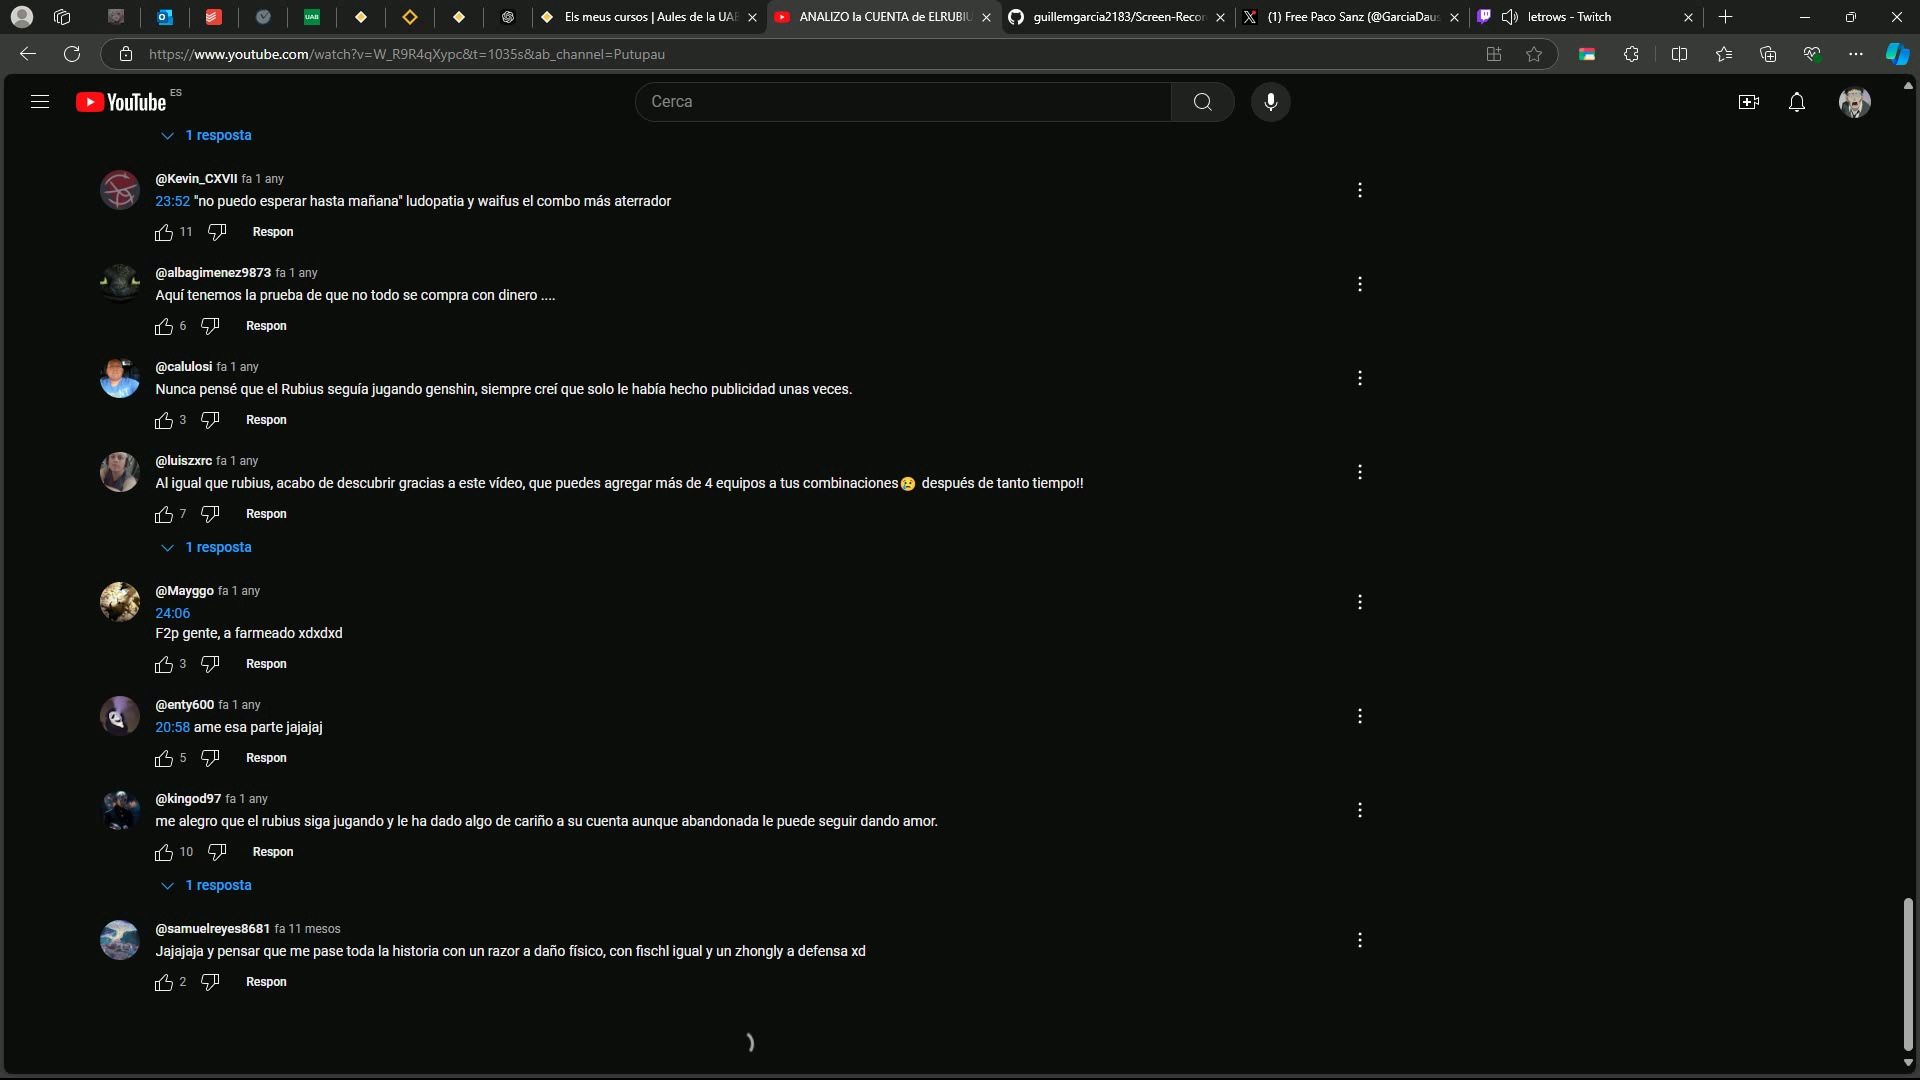 UAB
Els meus cursos | Aules de la UAB
ANALIZO la CUENTA de ELRUBIU
guillemgarcia2183/Screen-Recor
(1) Free Paco Sanz (@GarciaDaus
letrows - Twitch
https://www.youtube.com/watch?v=W_R9R4qXypc&t=1035s&ab_channel=Putupau
YouTube ES
Cerca
1 resposta
@Kevin_CXVII fa 1 any
23:52 "no puedo esperar hasta mañana" ludopatia y waifus el combo más aterrador
11 Respon
@albagimenez9873 fa 1 any
Aquí tenemos la prueba de que no todo se compra con dinero ....
6 Respon
@calulosi fa 1 any
Nunca pensé que el Rubius seguía jugando genshin, siempre creí que solo le había hecho publicidad unas veces.
3 Respon
@luiszxrc fa 1 any
Al igual que rubius, acabo de descubrir gracias a este vídeo, que puedes agregar más de 4 equipos a tus combinaciones😢 después de tanto tiempo!!
7 Respon
1 resposta
@Mayggo fa 1 any
24:06
F2p gente, a farmeado xdxdxd
3 Respon
@enty600 fa 1 any
20:58 ame esa parte jajajaj
5 Respon
@kingod97 fa 1 any
me alegro que el rubius siga jugando y le ha dado algo de cariño a su cuenta aunque abandonada le puede seguir dando amor.
10 Respon
1 resposta
@samuelreyes8681 fa 11 mesos
Jajajaja y pensar que me pase toda la historia con un razor a daño físico, con fischl igual y un zhongly a defensa xd
2 Respon